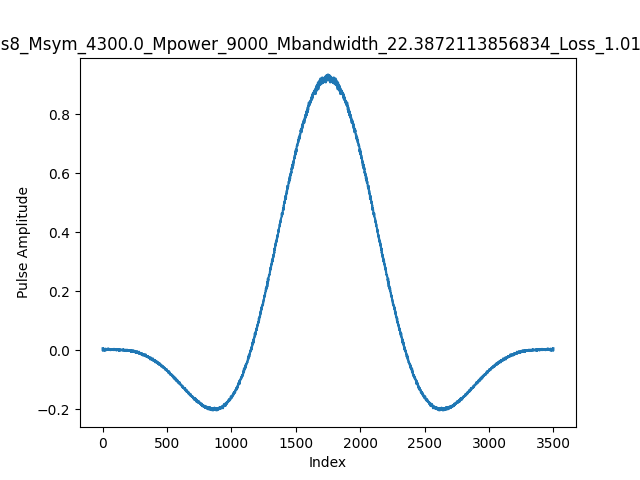 s8_Msym_4300.0_Mpower_9000_Mbandwidth_22.3872113856834_Loss_1.01
Pulse Amplitude
0.8
0.6
0.4
0.2
0.0
−0.2
0 500 1000 1500 2000 2500 3000 3500
Index